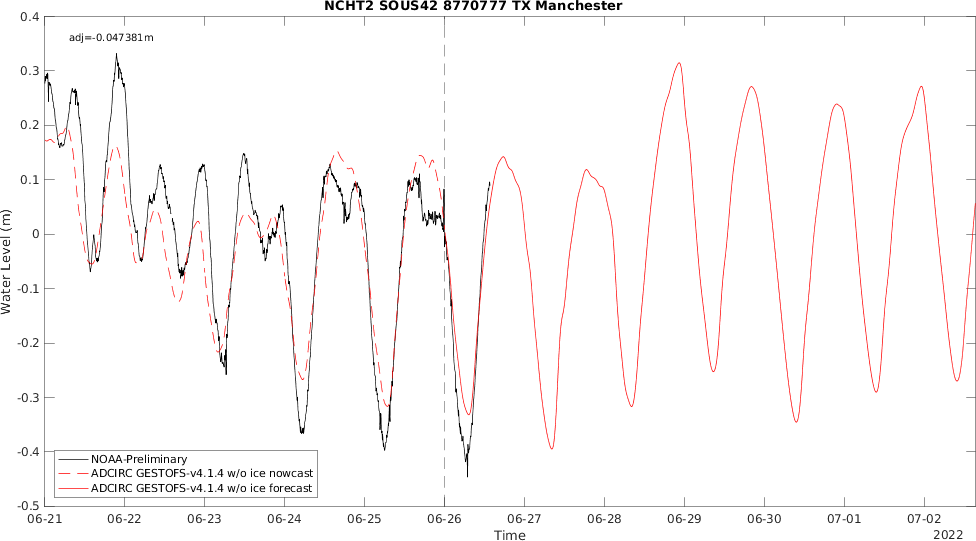 NCHT2 SOUS42 8770777 TX Manchester
adj=-0.047381m
0.4
0.3
0.2
0.1
0
-0.1
-0.2
-0.3
-0.4
-0.5
Water Level (m)
NOAA-Preliminary
ADCIRC GESTOFS-v4.1.4 w/o ice nowcast
ADCIRC GESTOFS-v4.1.4 w/o ice forecast
06-21 06-22 06-23 06-24 06-25 06-26 06-27 06-28 06-29 06-30 07-01 07-02
Time
2022